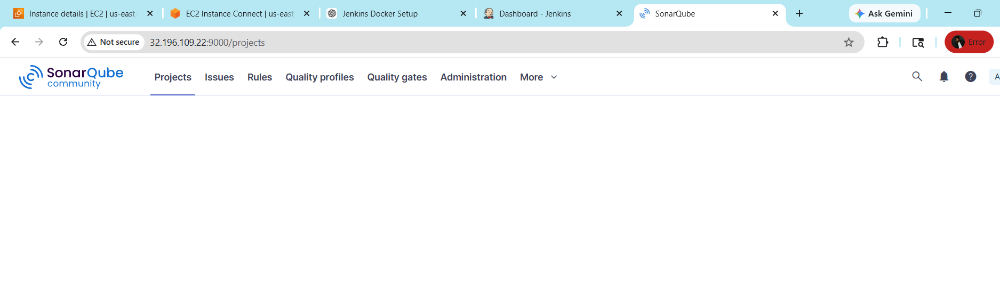 Instance details | EC2 | us-east-
EC2 Instance Connect | us-east
Jenkins Docker Setup
Dashboard - Jenkins
SonarQube
Ask Gemini
Not secure
32.196.109.22:9000/projects
Error
SonarQube
community
Projects
Issues
Rules
Quality profiles
Quality gates
Administration
More
A